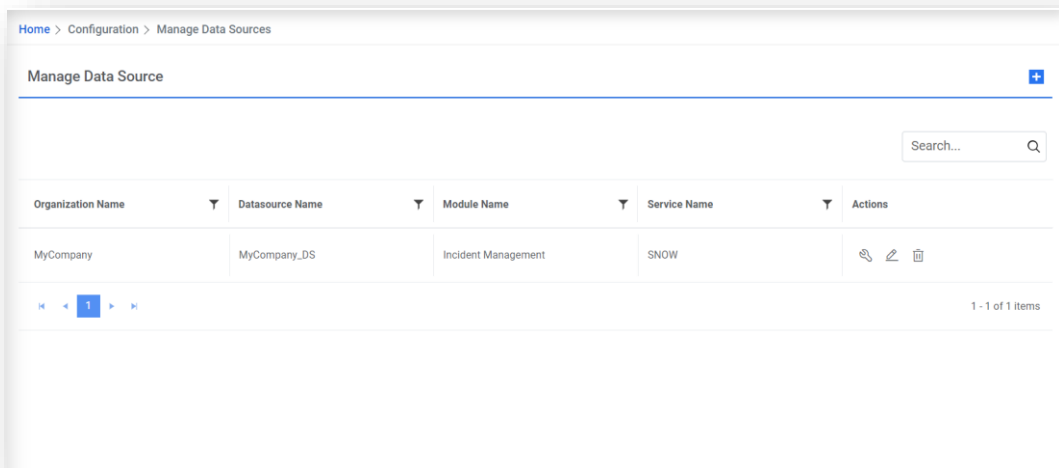 Home > Configuration > Manage Data Sources
Manage Data Source
Search...
Organization Name Datasource Name Module Name Service Name Actions
MyCompany MyCompany_DS Incident Management SNOW
1 1 - 1 of 1 items